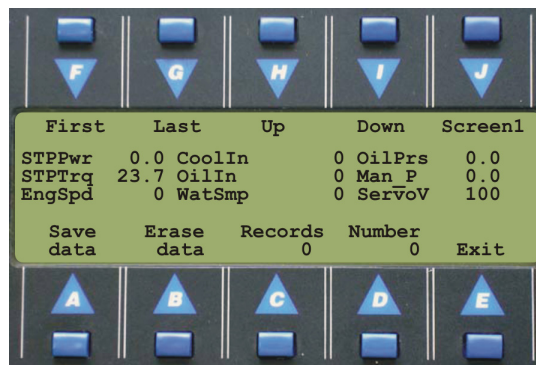 F G H I J
First Last Up Down Screen1
STPPwr 0.0 CoolIn 0 OilPrs 0.0
STPTrq 23.7 OilIn 0 Man_P 0.0
EngSpd 0 WatSmp 0 ServoV 100
Save Erase Records Number
data data 0 0 Exit
A B C D E